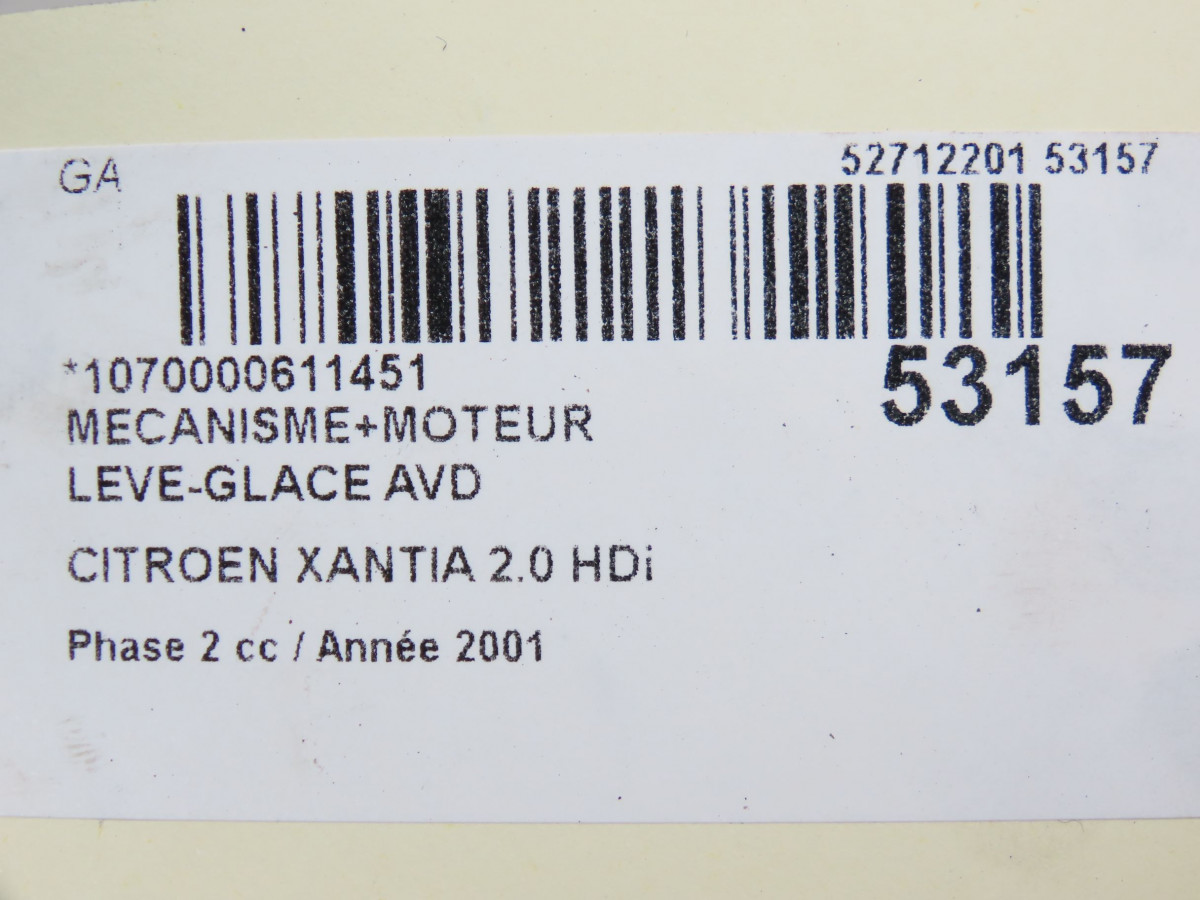 GA 52712201 53157
*1070000611451 53157
MECANISME+MOTEUR
LEVE-GLACE AVD
CITROEN XANTIA 2.0 HDi
Phase 2 cc / Année 2001